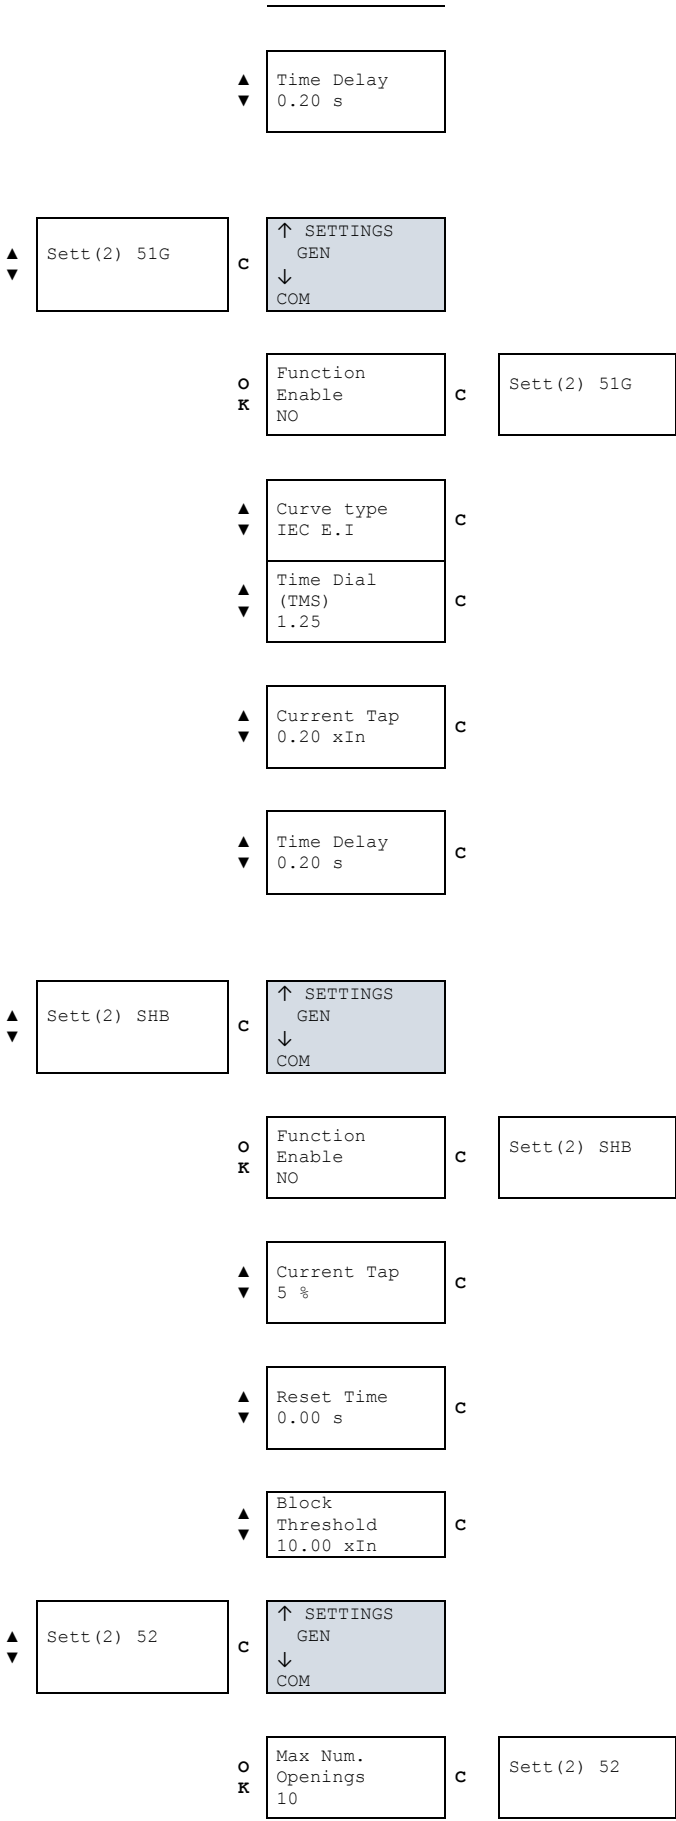 ▲ Time Delay
▼ 0.20 s
↑ SETTINGS
▲ Sett(2) 51G C GEN
▼ ↓
COM
Function
O Enable C Sett(2) 51G
K NO
▲ Curve type C
▼ IEC E.I
Time Dial
▲ (TMS) C
▼ 1.25
▲ Current Tap C
▼ 0.20 xIn
▲ Time Delay C
▼ 0.20 s
↑ SETTINGS
▲ Sett(2) SHB C GEN
▼ ↓
COM
Function
O Enable C Sett(2) SHB
K NO
▲ Current Tap C
▼ 5 %
▲ Reset Time C
▼ 0.00 s
Block
▲ Threshold C
▼ 10.00 xIn
↑ SETTINGS
▲ Sett(2) 52 C GEN
▼ ↓
COM
Max Num.
O Openings C Sett(2) 52
K 10